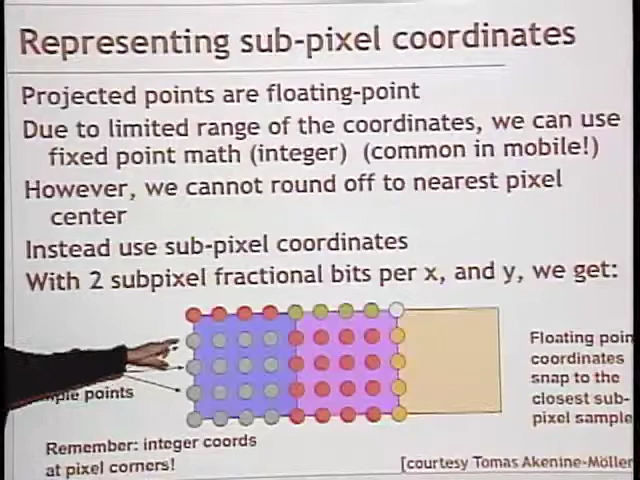 Representing sub-pixel coordinates
Projected points are floating-point
Due to limited range of the coordinates, we can use
fixed point math (integer) (common in mobile!)
However, we cannot round off to nearest pixel
center
Instead use sub-pixel coordinates
With 2 subpixel fractional bits per x, and y, we get:
points
Floating poin
coordinates
snap to the
closest sub-
pixel sample
Remember: integer coords
at pixel corners!
[courtesy Tomas Akenine-Möller